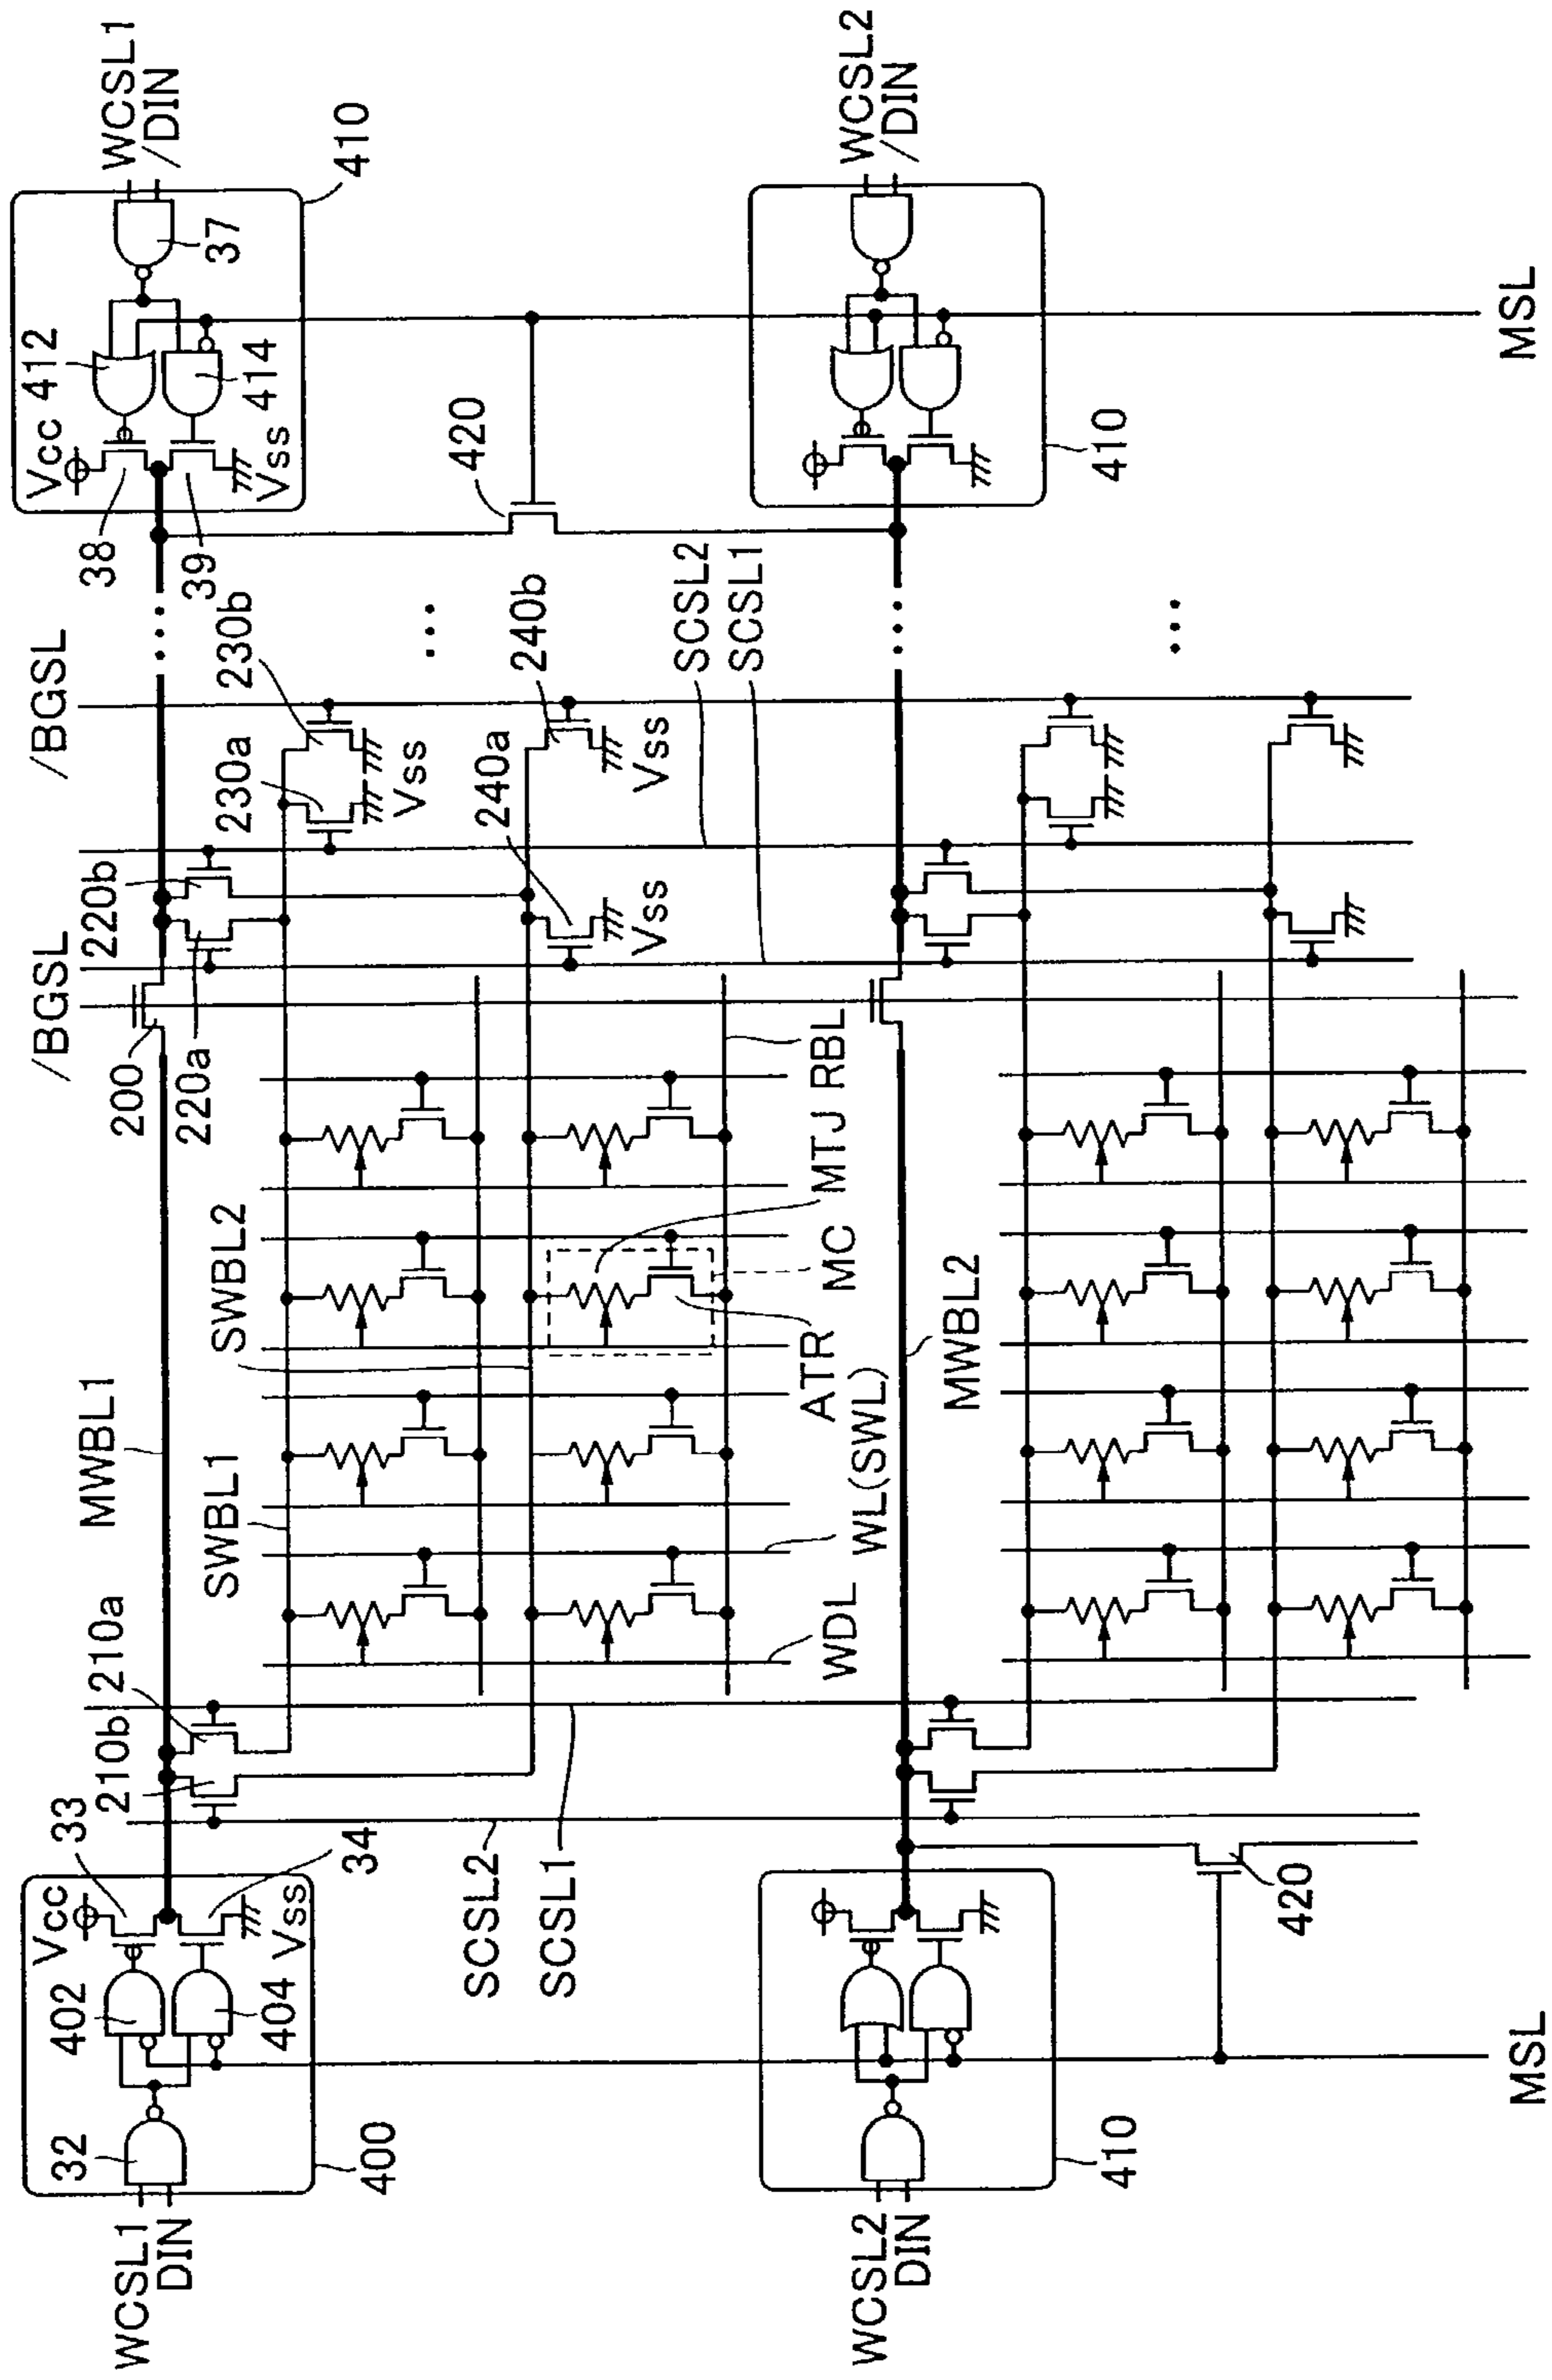 WCSL1
/DIN
410
37
412
414
Vcc
Vss
38
39
420
WCSL2
/DIN
410
MSL
/BGSL
230b
230a
Vss
240b
240a
Vss
Vss
SCSL2
SCSL1
...
...
...
...
/BGSL
220b
220a
200
MWBL1
SWBL2
SWBL1
RBL
MTJ
MC
ATR
WL(SWL)
WDL
MWBL2
210a
210b
SCSL2
SCSL1
33
34
Vcc
Vss
402
404
32
400
WCSL1
DIN
420
410
WCSL2
DIN
MSL